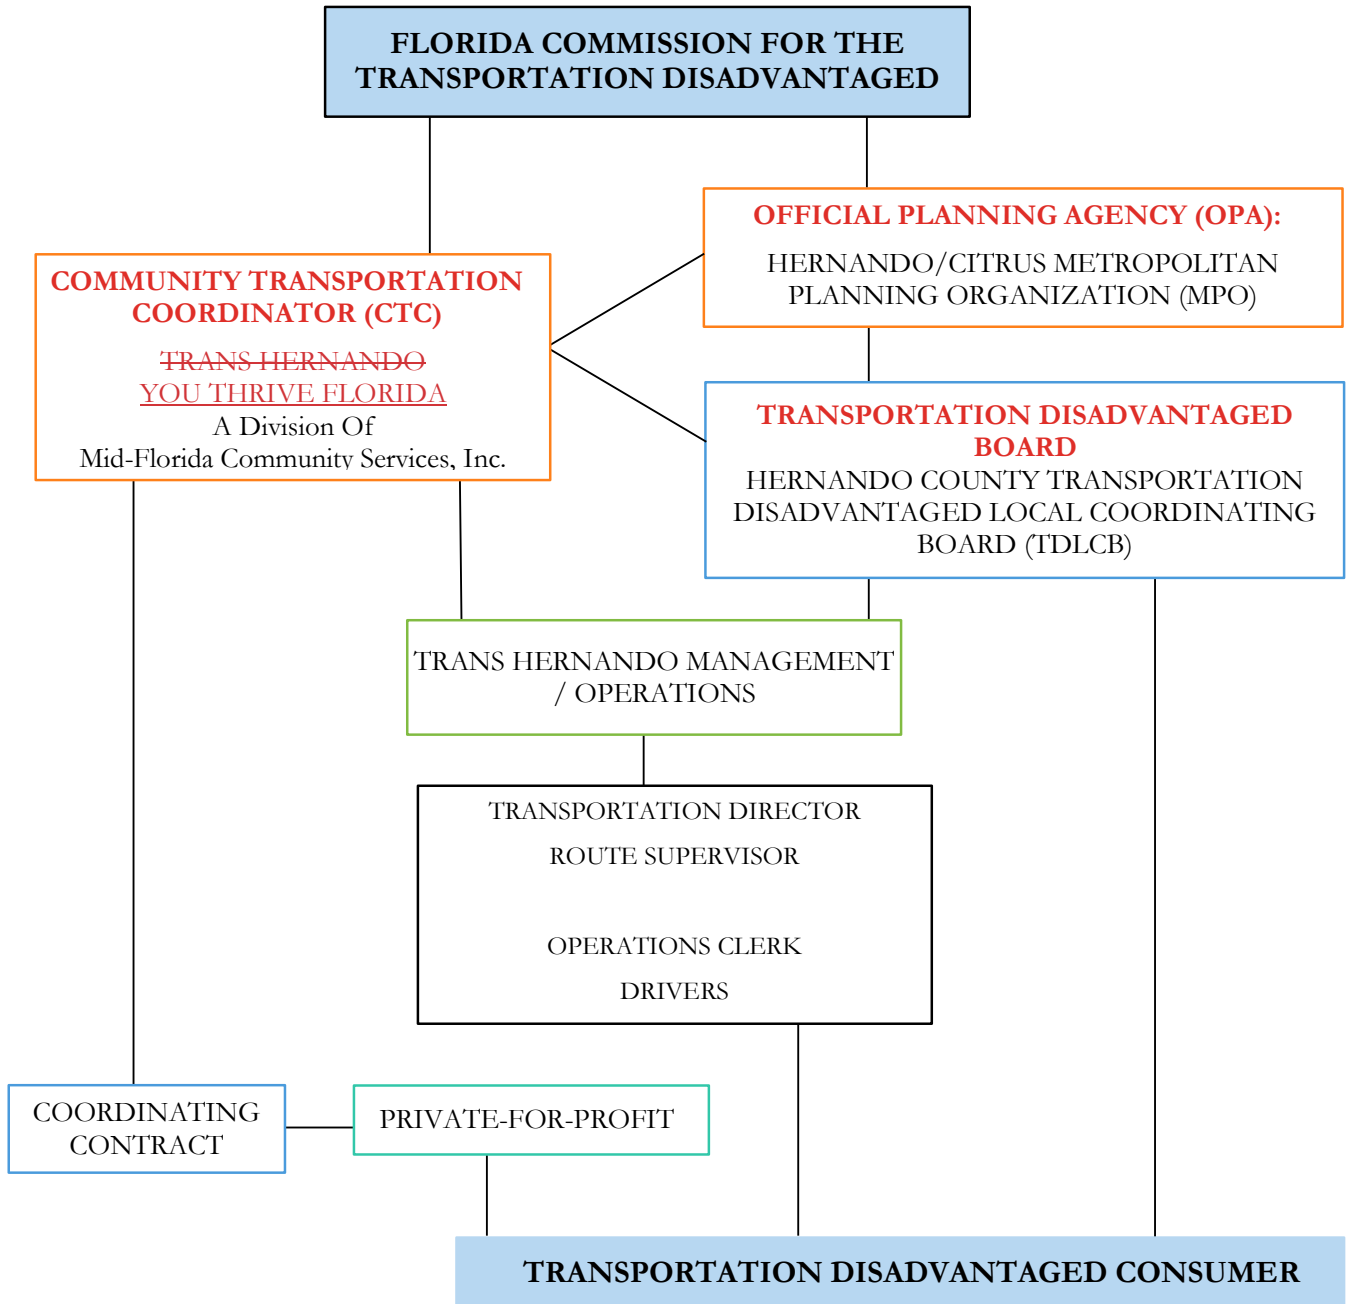 FLORIDA COMMISSION FOR THE
TRANSPORTATION DISADVANTAGED
OFFICIAL PLANNING AGENCY (OPA):
HERNANDO/CITRUS METROPOLITAN
PLANNING ORGANIZATION (MPO)
COMMUNITY TRANSPORTATION
COORDINATOR (CTC)
TRANS HERNANDO
YOU THRIVE FLORIDA
A Division Of
Mid-Florida Community Services, Inc.
TRANSPORTATION DISADVANTAGED
BOARD
HERNANDO COUNTY TRANSPORTATION
DISADVANTAGED LOCAL COORDINATING
BOARD (TDLCB)
TRANS HERNANDO MANAGEMENT
/ OPERATIONS
TRANSPORTATION DIRECTOR
ROUTE SUPERVISOR
OPERATIONS CLERK
DRIVERS
COORDINATING
CONTRACT
PRIVATE-FOR-PROFIT
TRANSPORTATION DISADVANTAGED CONSUMER